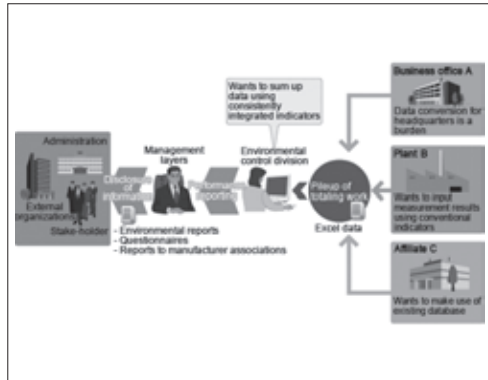 Administration
External
organizations
Stake-holder
Disclosure
of
information
- Environmental reports
- Questionnaires
- Reports to manufacturer associations
Management
layers
Performance
reporting
Wants to sum up
data using
consistently
integrated indicators
Environmental
control division
Pileup of
totaling work
Excel data
Business office A
Data conversion for
headquarters is a
burden
Plant B
Wants to input
measurement results
using conventional
indicators
Affiliate C
Wants to make use of
existing database